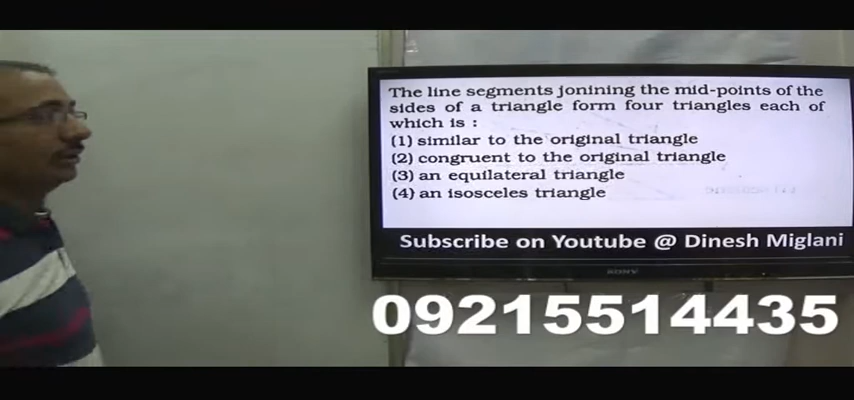 The line segments jonining the mid-points of the
sides of a triangle form four triangles each of
which is :
(1) similar to the original triangle
(2) congruent to the original triangle
(3) an equilateral triangle
(4) an isosceles triangle
Subscribe on Youtube @ Dinesh Miglani
SONY
09215514435